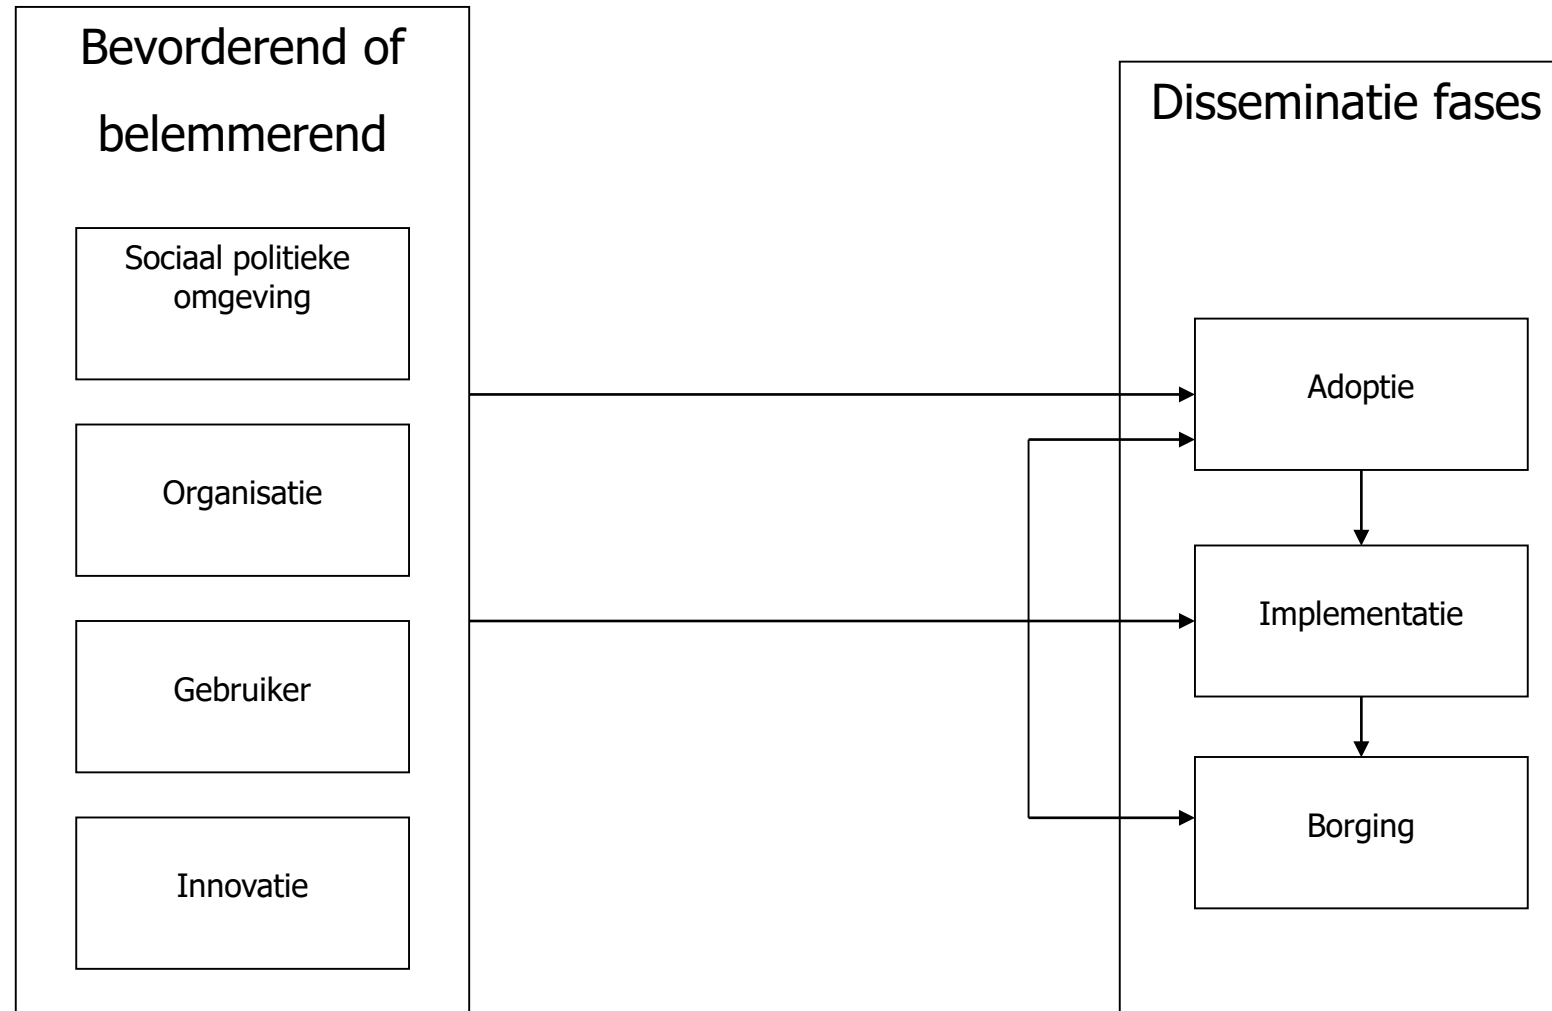 Bevorderend of
belemmerend
Sociaal politieke
omgeving
Organisatie
Gebruiker
Innovatie
Disseminatie fases
Adoptie
Implementatie
Borging